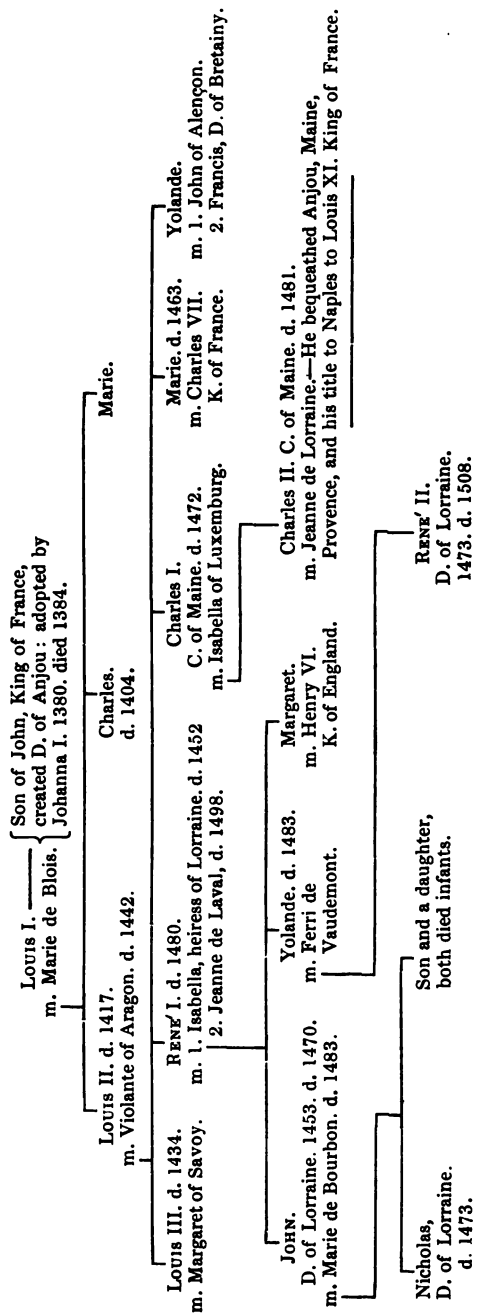 LOUIS I.
m. Marie de Blois.
Son of John, King of France,
created D. of Anjou: adopted by
Johanna I. 1380. died 1384.
LOUIS II. d. 1417.
m. Violante of Aragon. d. 1442.
Charles.
d. 1404.
Marie.
LOUIS III. d. 1434.
m. Margaret of Savoy.
RENE' I. d. 1480.
m. 1. Isabella, heiress of Lorraine. d. 1452
2. Jeanne de Laval, d. 1498.
Charles I.
C. of Maine. d. 1472.
m. Isabella of Luxemburg.
Marie. d. 1463.
m. Charles VII.
K. of France.
Yolande.
m. 1. John of Alençon.
2. Francis, D. of Bretainy.
JOHN.
D. of Lorraine. 1453. d. 1470.
m. Marie de Bourbon. d. 1483.
Yolande. d. 1483.
m. Ferri de
Vaudemont.
Margaret.
m. Henry VI.
K. of England.
Charles II. C. of Maine. d. 1481.
m. Jeanne de Lorraine.—He bequeathed Anjou, Maine,
Provence, and his title to Naples to Louis XI. King of France.
Nicholas,
D. of Lorraine.
d. 1473.
Son and a daughter,
both died infants.
RENE' II.
D. of Lorraine.
1473. d. 1508.